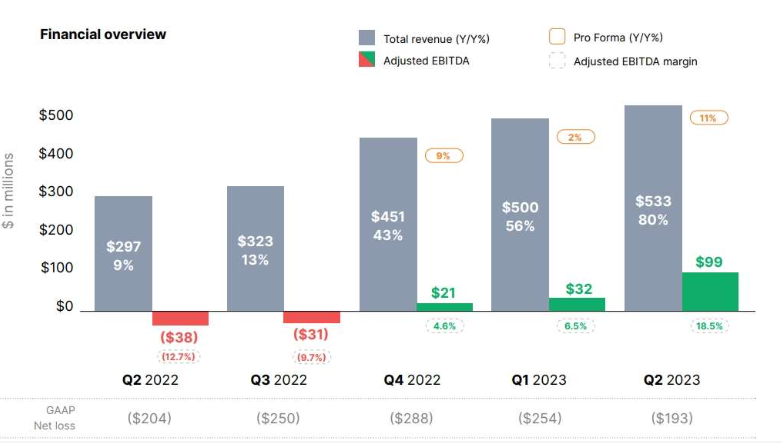 Financial overview
Total revenue (Y/Y%)
Pro Forma (Y/Y%)
Adjusted EBITDA
Adjusted EBITDA margin
$ in millions
$500
$400
$300
$200
$100
$0
$297
9%
($38)
(12.7%)
$323
13%
($31)
(9.7%)
$451
43%
9%
$21
4.6%
$500
56%
2%
$32
6.5%
$533
80%
11%
$99
18.5%
Q2 2022
Q3 2022
Q4 2022
Q1 2023
Q2 2023
GAAP
Net loss
($204)
($250)
($288)
($254)
($193)